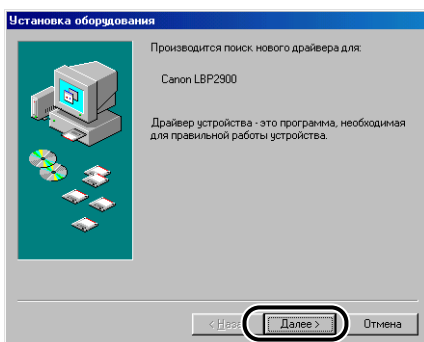 Установка оборудования
Производится поиск нового драйвера для:
Canon LBP2900
Драйвер устройства - это программа, необходимая
для правильной работы устройства.
< Назад
Далее >
Отмена